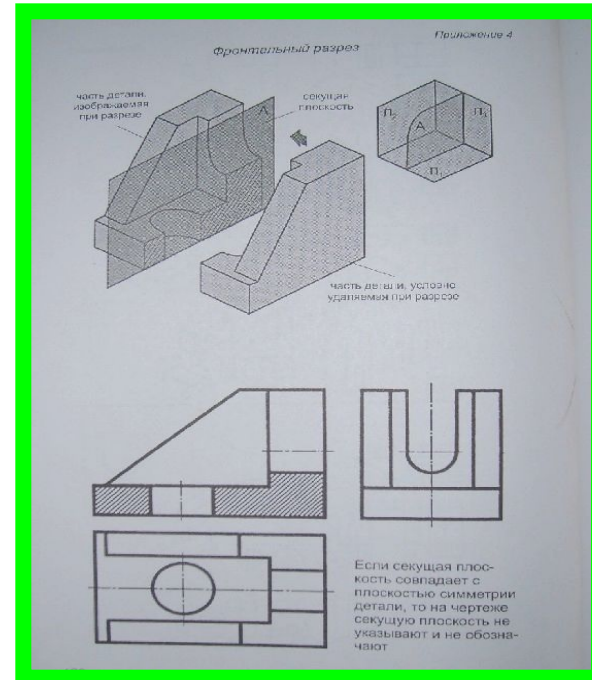 Приложение 4
Фронтальный разрез
часть детали,
изображаемая
при разрезе
секущая
плоскость
А
П₂
А
П₃
П₁
часть детали, условно
удаляемая при разрезе
Если секущая плос-
кость совпадает с
плоскостью симметрии
детали, то на чертеже
секущую плоскость не
указывают и не обозна-
чают